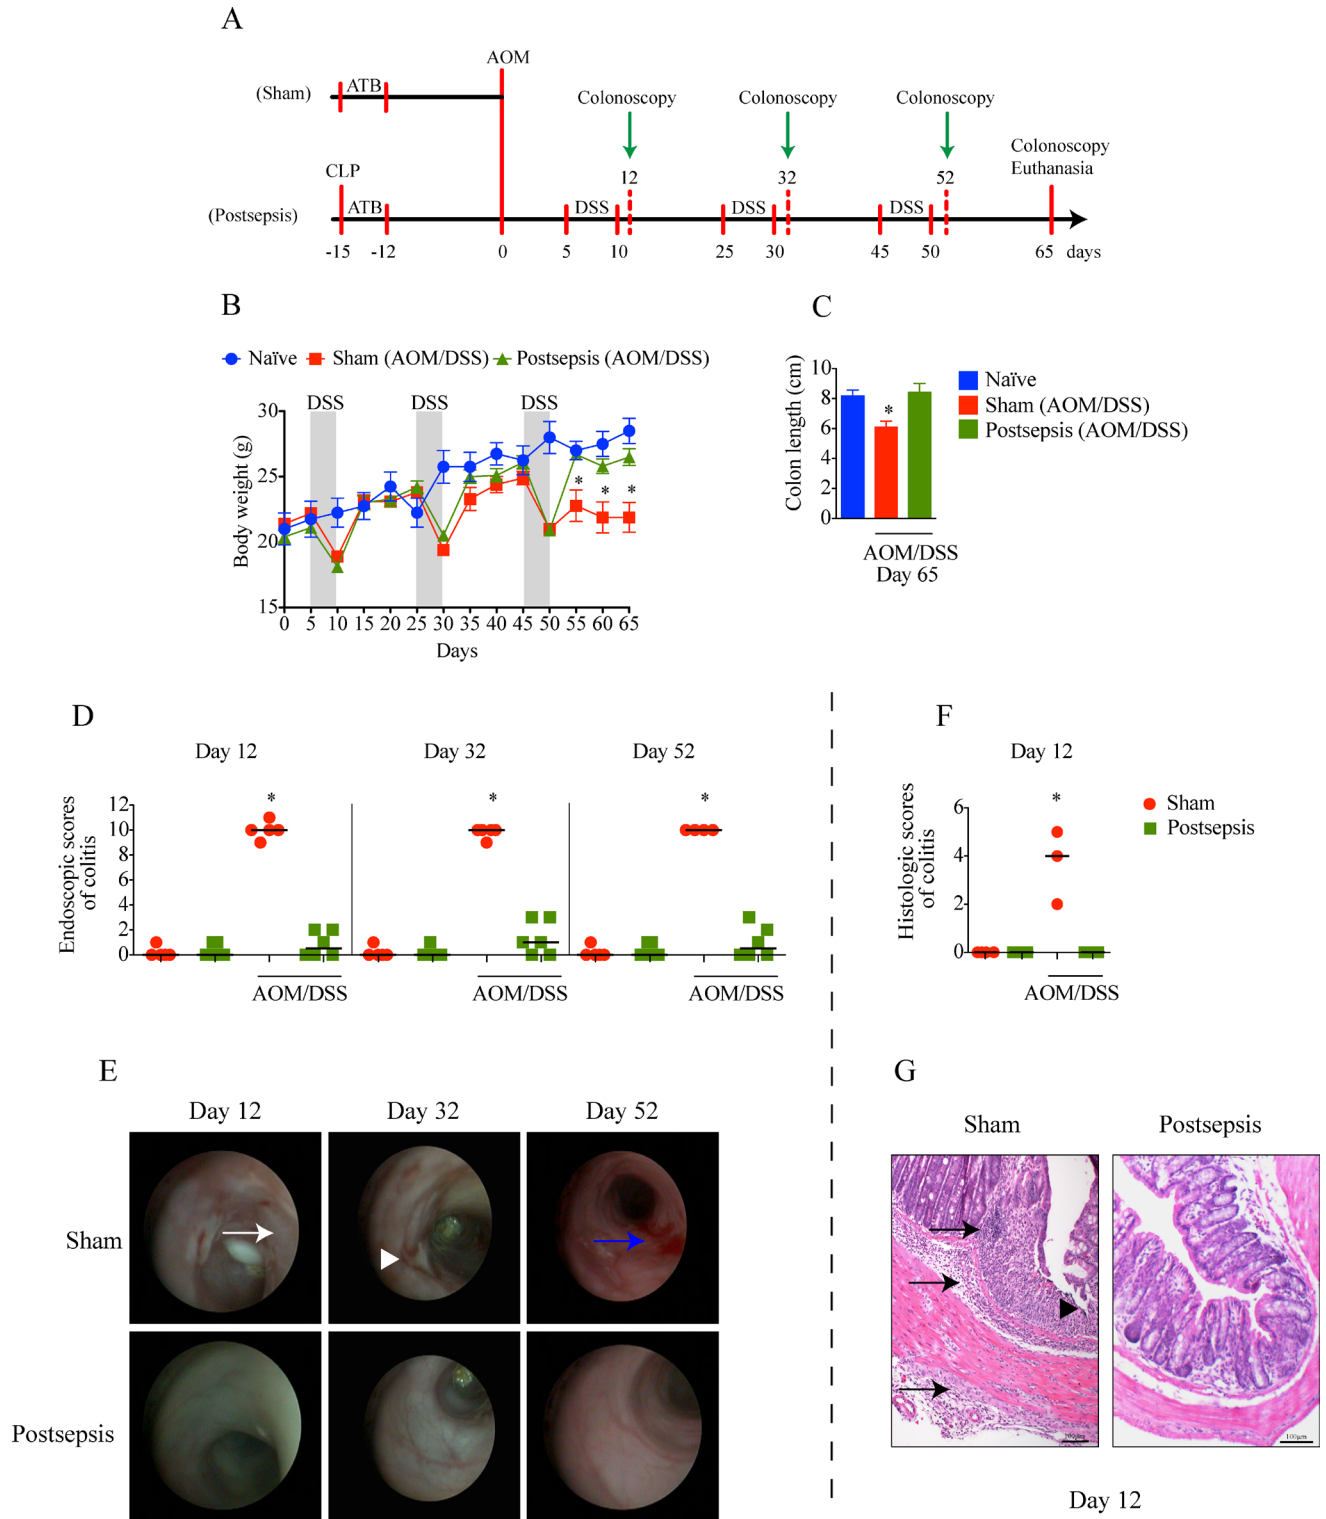 A
AOM
(Sham)
ATB
Colonoscopy
Colonoscopy
Colonoscopy
Colonoscopy
Euthanasia
CLP
12
32
52
(Postsepsis)
ATB
DSS
DSS
DSS
-15
-12
0
5
10
25
30
45
50
65
days
B
Naïve
Sham (AOM/DSS)
Postsepsis (AOM/DSS)
DSS
DSS
DSS
30
25
20
15
Body weight (g)
* * *
0 5 10 15 20 25 30 35 40 45 50 55 60 65
Days
C
Colon length (cm)
10
8
6
4
2
0
*
Naïve
Sham (AOM/DSS)
Postsepsis (AOM/DSS)
AOM/DSS
Day 65
D
Day 12
Day 32
Day 52
Endoscopic scores
of colitis
12
10
8
6
4
2
0
*
*
*
AOM/DSS
AOM/DSS
AOM/DSS
F
Day 12
Histologic scores
of colitis
6
4
2
0
*
Sham
Postsepsis
AOM/DSS
E
Day 12
Day 32
Day 52
Sham
Postsepsis
G
Sham
Postsepsis
100μm
Day 12